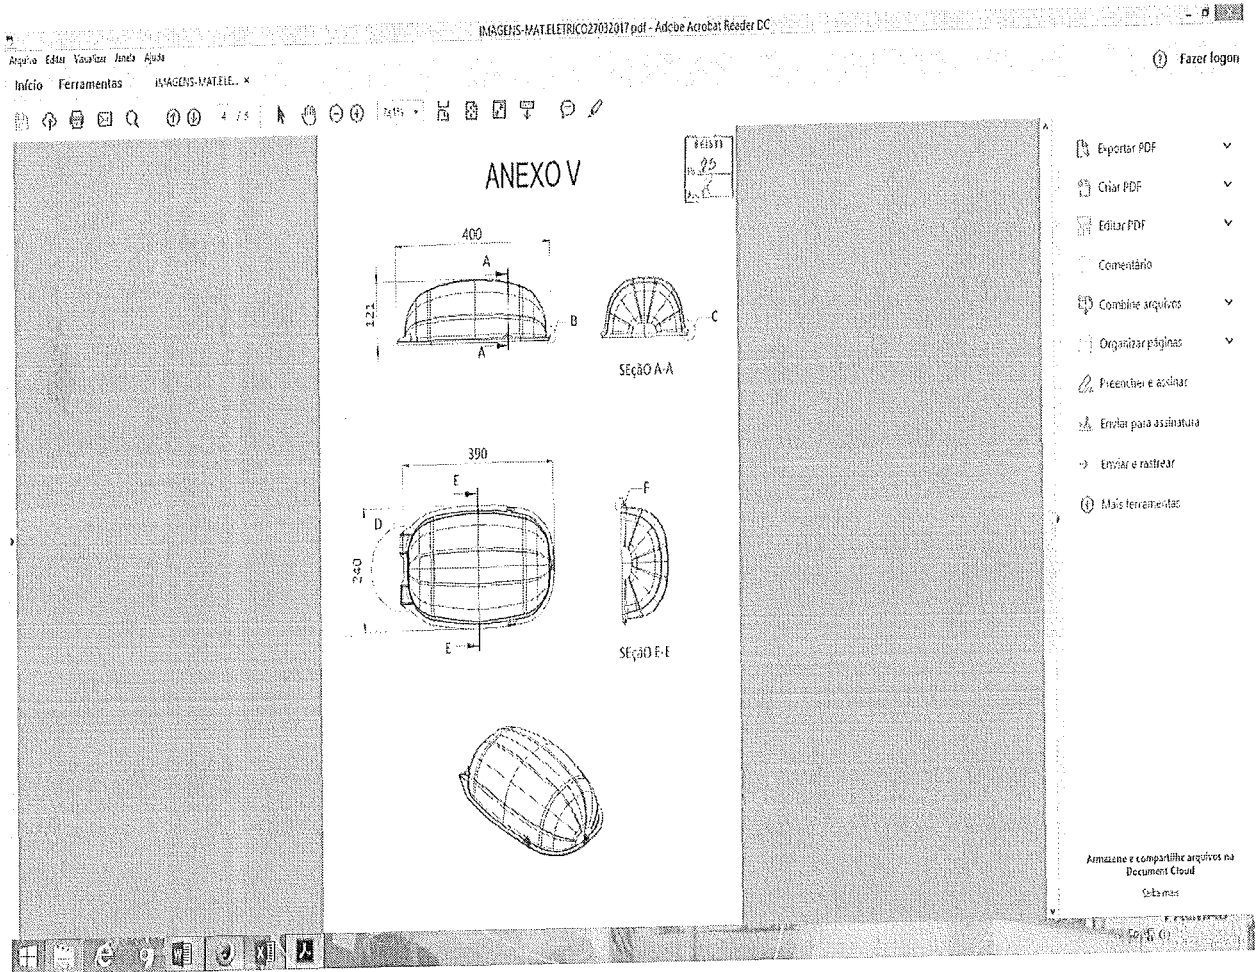 IMAGENS-MAT.ELETRICO27032017.pdf - Adobe Acrobat Reader DC
Arquivo Editar Visualizar Janela Ajuda
Início Ferramentas IMAGENS-MAT.ELE... ×
Fazer logon
4 / 5
ANEXO V
400
A
121
B
C
A
SEçãO A-A
390
E
F
D
240
E
SEçãO E-E
Exportar PDF
Criar PDF
Editar PDF
Comentário
Combine arquivos
Organizar páginas
Preencher e assinar
Enviar para assinatura
Enviar e rastrear
Mais ferramentas
Armazene e compartilhe arquivos na
Document Cloud
Saiba mais